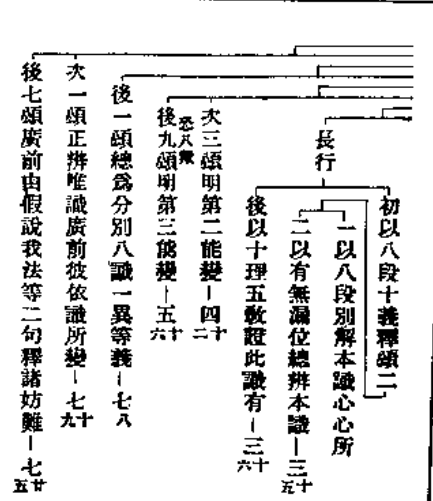 初以八段十義釋頌二
一以八段別解本識心心所
二以有無漏位總辨本識—三十五
長行
後以十理五教證此識有—三十六
次三頌明第二能變—四十二
恐八歟
後九頌明第三能變—五十六
後一頌總爲分別八識一異等義—七八
次一頌正辨唯識廣前彼依識所變—七十九
後七頌廣前由假說我法等二句釋諸妨難—七廿五